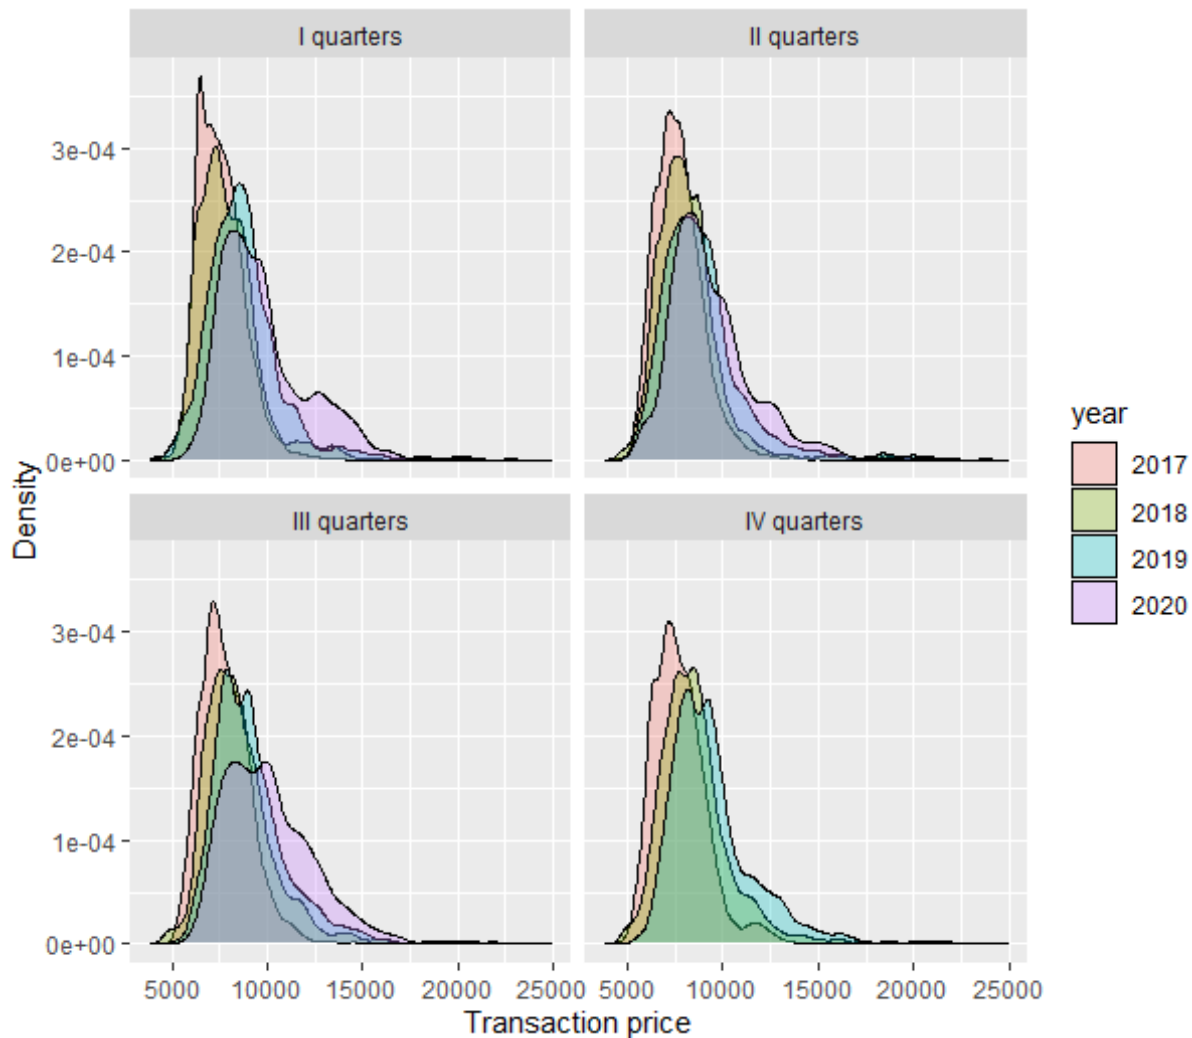 I quarters
II quarters
3e-04
2e-04
1e-04
0e+00
III quarters
IV quarters
3e-04
2e-04
1e-04
0e+00
5000 10000 15000 20000 25000 5000 10000 15000 20000 25000
Transaction price
Density
year
2017
2018
2019
2020